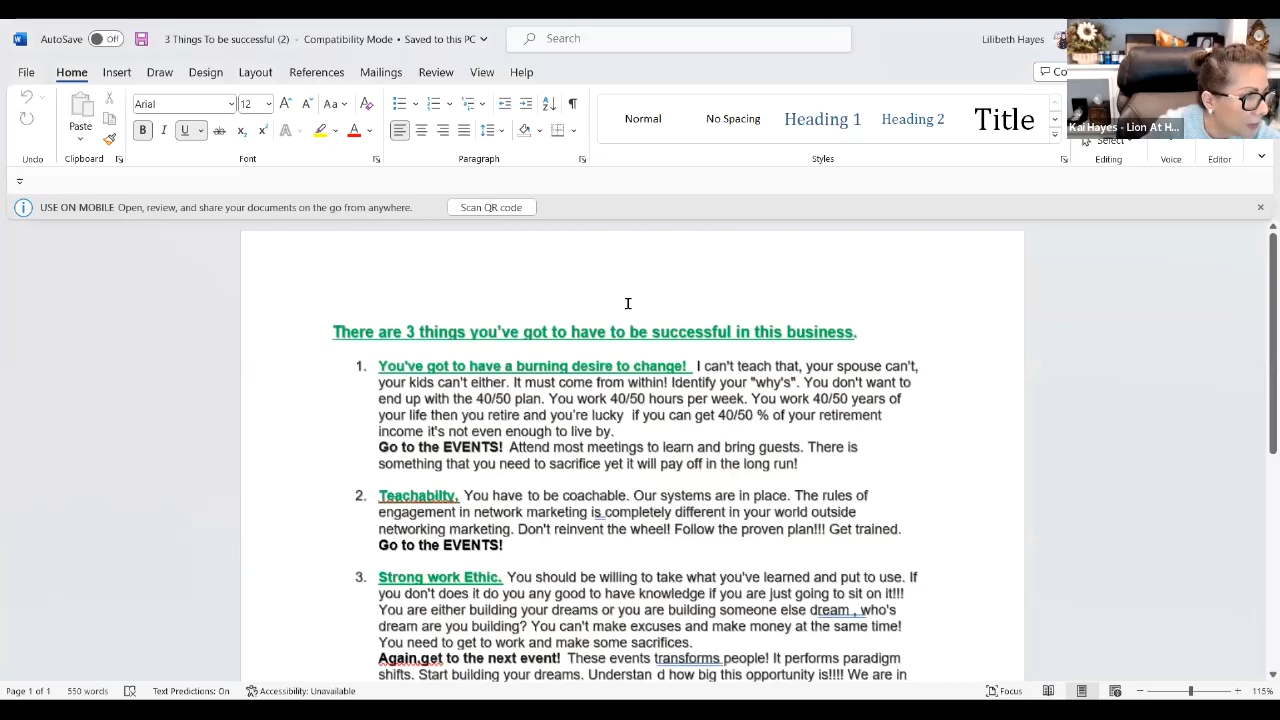 AutoSave Off 3 Things To be successful (2) • Compatibility Mode • Saved to this PC Search Lilibeth Hayes
File Home Insert Draw Design Layout References Mailings Review View Help Co
Paste Arial 12 Normal No Spacing Heading 1 Heading 2 Title
Kai Hayes - Lion At H...
Select
Undo Clipboard Font Paragraph Styles Editing Voice Editor
USE ON MOBILE Open, review, and share your documents on the go from anywhere. Scan QR code
There are 3 things you've got to have to be successful in this business.
1. You've got to have a burning desire to change! I can't teach that, your spouse can't,
your kids can't either. It must come from within! Identify your "why's". You don't want to
end up with the 40/50 plan. You work 40/50 hours per week. You work 40/50 years of
your life then you retire and you're lucky if you can get 40/50 % of your retirement
income it's not even enough to live by.
Go to the EVENTS! Attend most meetings to learn and bring guests. There is
something that you need to sacrifice yet it will pay off in the long run!
2. Teachabilty. You have to be coachable. Our systems are in place. The rules of
engagement in network marketing is completely different in your world outside
networking marketing. Don't reinvent the wheel! Follow the proven plan!!! Get trained.
Go to the EVENTS!
3. Strong work Ethic. You should be willing to take what you've learned and put to use. If
you don't does it do you any good to have knowledge if you are just going to sit on it!!!
You are either building your dreams or you are building someone else dream , who's
dream are you building? You can't make excuses and make money at the same time!
You need to get to work and make some sacrifices.
Again,get to the next event! These events transforms people! It performs paradigm
shifts. Start building your dreams. Understan d how big this opportunity is!!!! We are in
Page 1 of 1 550 words Text Predictions: On Accessibility: Unavailable Focus 115%